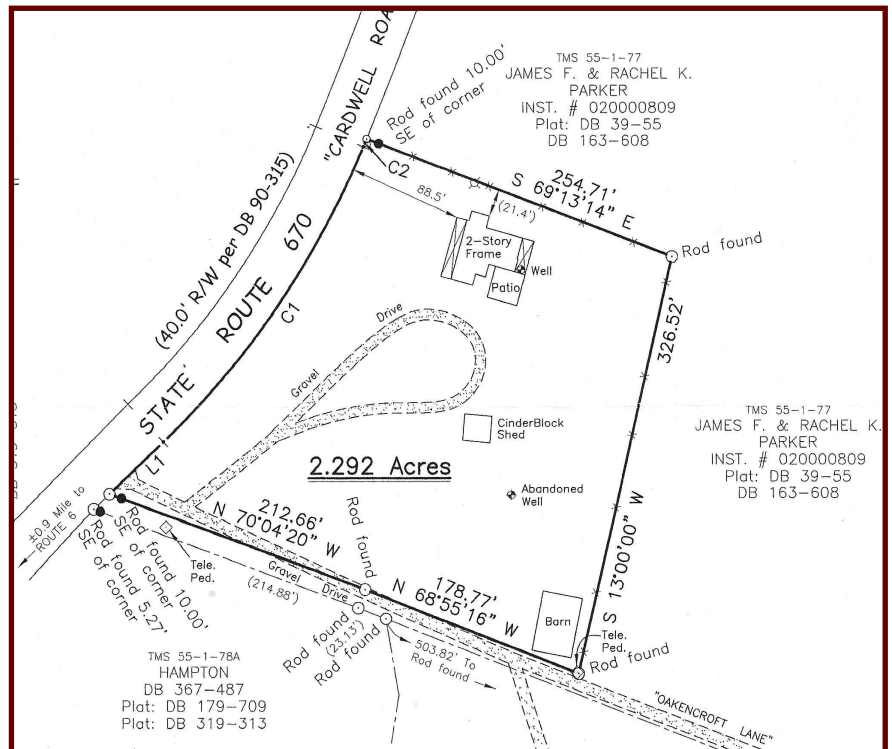 TMS 55-1-77
JAMES F. & RACHEL K.
PARKER
INST. # 020000809
Plat: DB 39-55
DB 163-608
"CARDWELL ROA
Rod found 10.00'
SE of corner
C2
254.71'
S 69°13'14" E
88.5'
(21.4')
2-Story
Frame
Well
Patio
Rod found
(40.0' R/W per DB 90-315)
STATE ROUTE 670
C1
326.52'
S 13°00'00" W
Gravel Drive
CinderBlock
Shed
TMS 55-1-77
JAMES F. & RACHEL K.
PARKER
INST. # 020000809
Plat: DB 39-55
DB 163-608
2.292 Acres
Abandoned
Well
L1
±0.9 Mile to
ROUTE 6
212.66'
N 70°04'20" W
Rod found
Rod found 10.00'
SE of corner
Rod found 5.27'
SE of corner
Tele.
Ped.
Gravel Drive
(214.88')
178.77'
N 68°55'16" W
Barn
Tele.
Ped.
Rod found
Rod found
(23.13')
Rod found
503.82' To
Rod found
"OAKENCROFT LANE"
TMS 55-1-78A
HAMPTON
DB 367-487
Plat: DB 179-709
Plat: DB 319-313